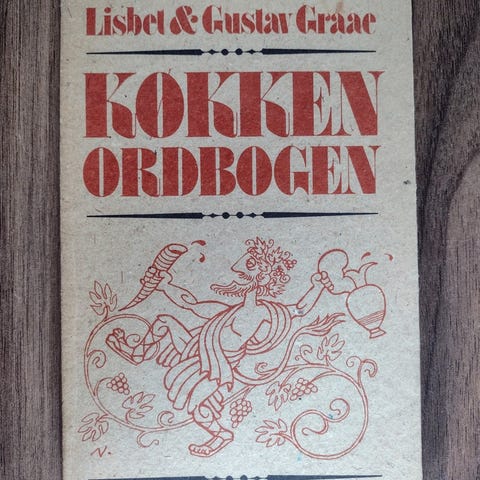 Lisbet & Gustav Graae
KØKKEN
ORDBOGEN
V.